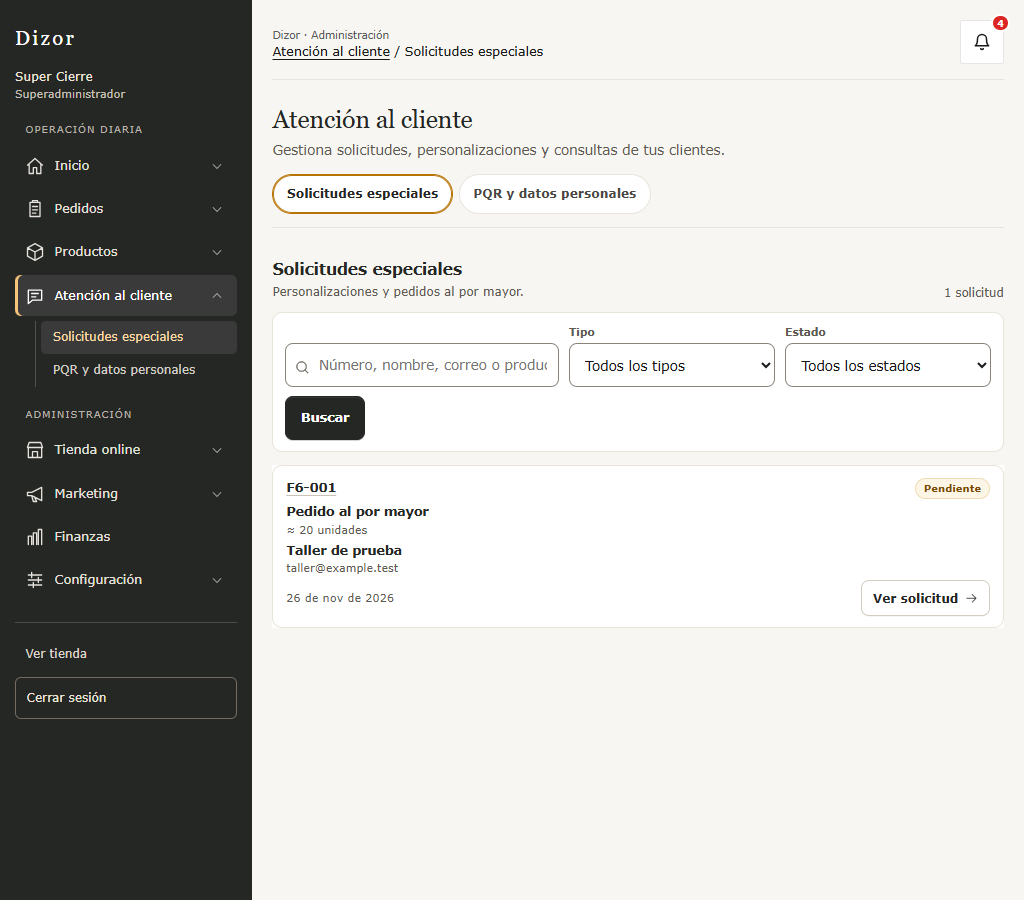 Dizor
Super Cierre
Superadministrador
OPERACIÓN DIARIA
Inicio
Pedidos
Productos
Atención al cliente
Solicitudes especiales
PQR y datos personales
ADMINISTRACIÓN
Tienda online
Marketing
Finanzas
Configuración
Ver tienda
Cerrar sesión
Dizor · Administración
Atención al cliente / Solicitudes especiales
4
Atención al cliente
Gestiona solicitudes, personalizaciones y consultas de tus clientes.
Solicitudes especiales
PQR y datos personales
Solicitudes especiales
Personalizaciones y pedidos al por mayor.
1 solicitud
Tipo
Estado
Número, nombre, correo o produc
Todos los tipos
Todos los estados
Buscar
F6-001
Pendiente
Pedido al por mayor
≈ 20 unidades
Taller de prueba
taller@example.test
26 de nov de 2026
Ver solicitud →